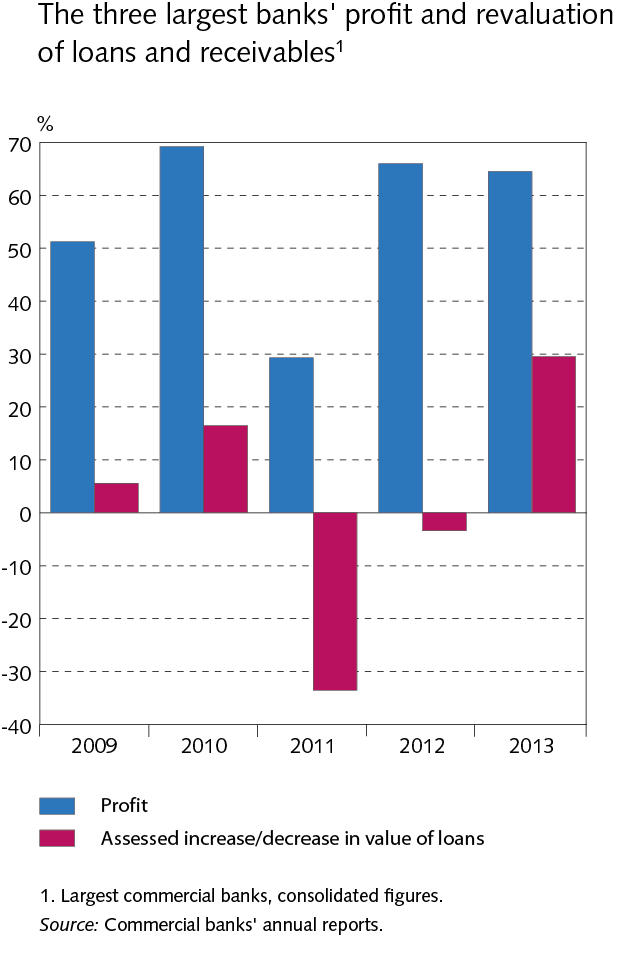 The three largest banks' profit and revaluation
of loans and receivables¹
%
70
60
50
40
30
20
10
0
-10
-20
-30
-40
2009 2010 2011 2012 2013
Profit
Assessed increase/decrease in value of loans
1. Largest commercial banks, consolidated figures.
Source: Commercial banks' annual reports.